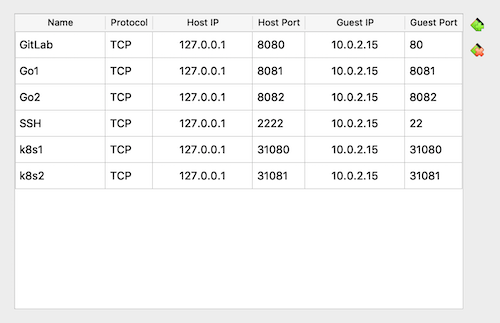 Name Protocol Host IP Host Port Guest IP Guest Port
GitLab TCP 127.0.0.1 8080 10.0.2.15 80
Go1 TCP 127.0.0.1 8081 10.0.2.15 8081
Go2 TCP 127.0.0.1 8082 10.0.2.15 8082
SSH TCP 127.0.0.1 2222 10.0.2.15 22
k8s1 TCP 127.0.0.1 31080 10.0.2.15 31080
k8s2 TCP 127.0.0.1 31081 10.0.2.15 31081